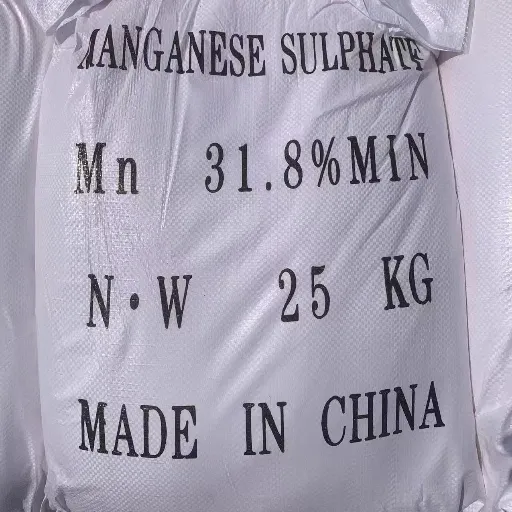 MANGANESE SULPHATE
Mn 31.8%MIN
N·W 25 KG
MADE IN CHINA